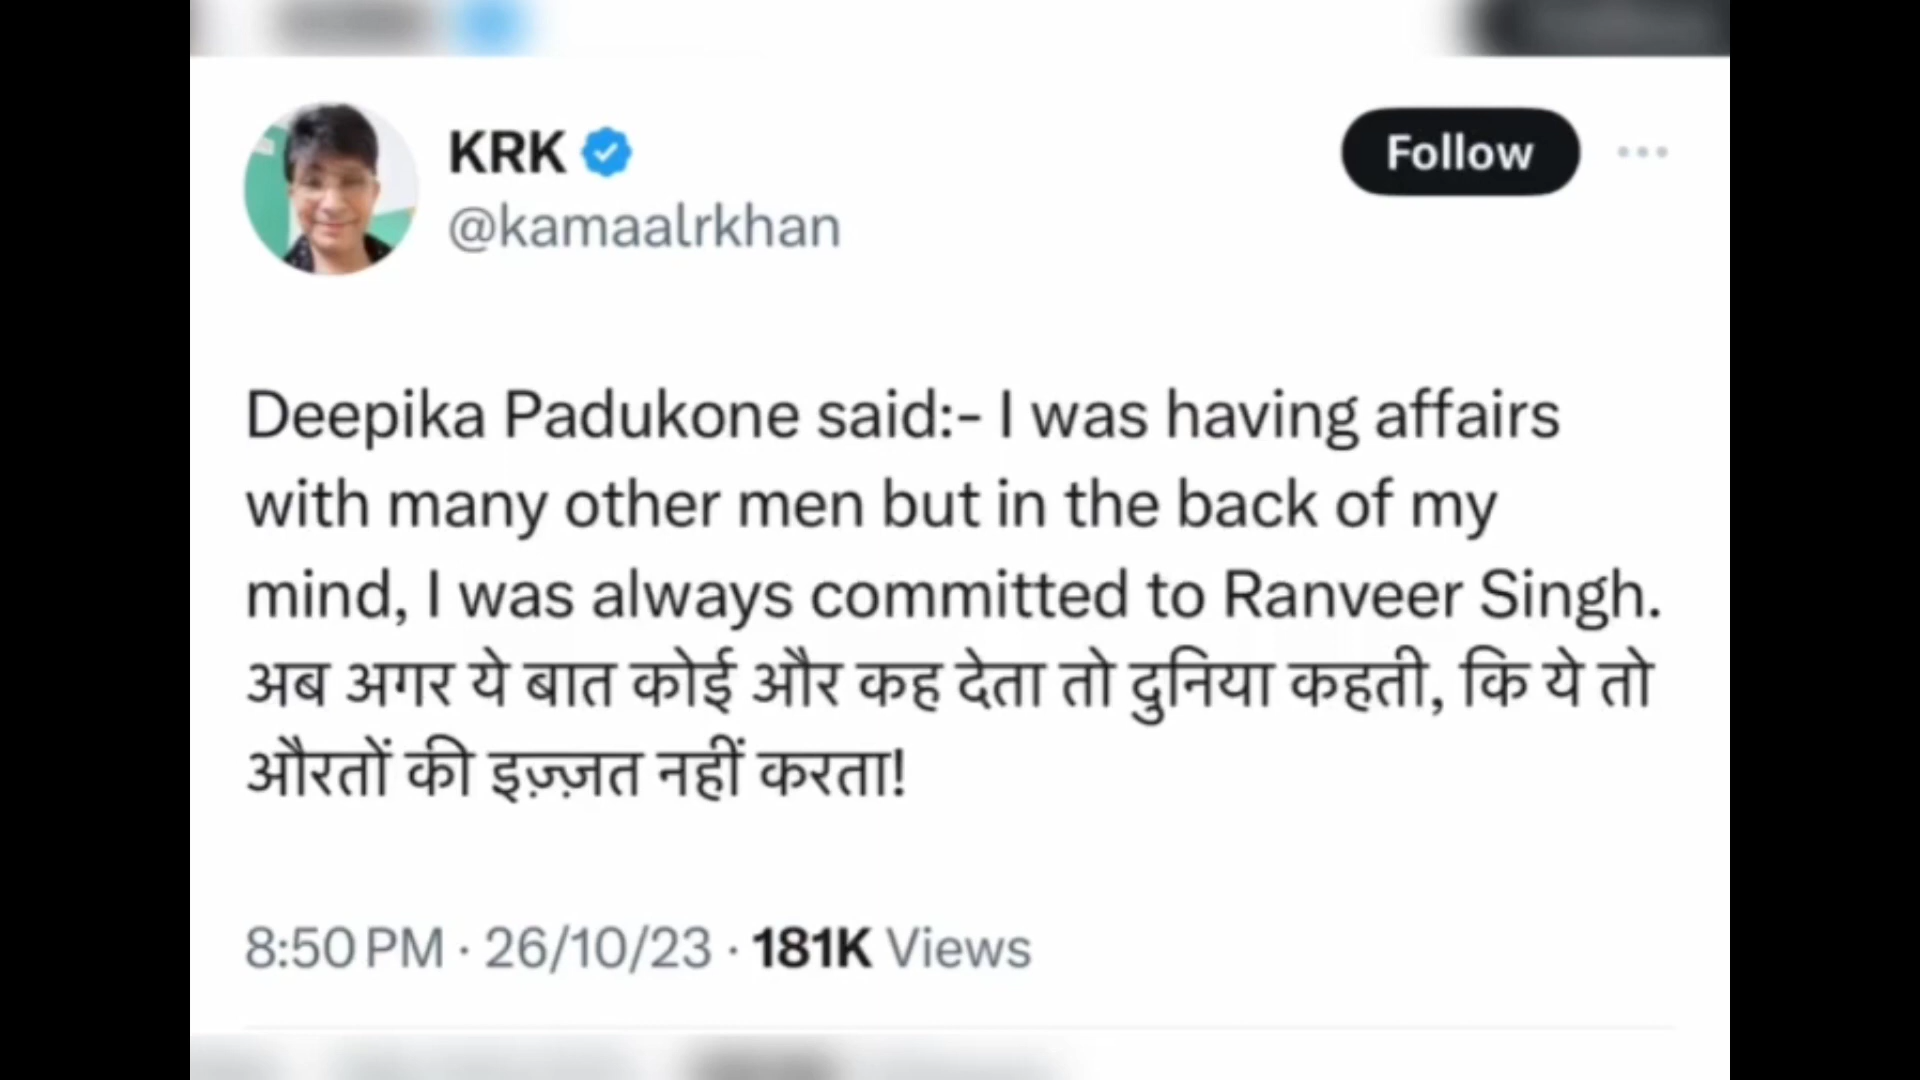 KRK
@kamaalrkhan
Follow
Deepika Padukone said:- I was having affairs
with many other men but in the back of my
mind, I was always committed to Ranveer Singh.
अब अगर ये बात कोई और कह देता तो दुनिया कहती, कि ये तो
औरतों की इज़्ज़त नहीं करता!
8:50 PM · 26/10/23 · 181K Views